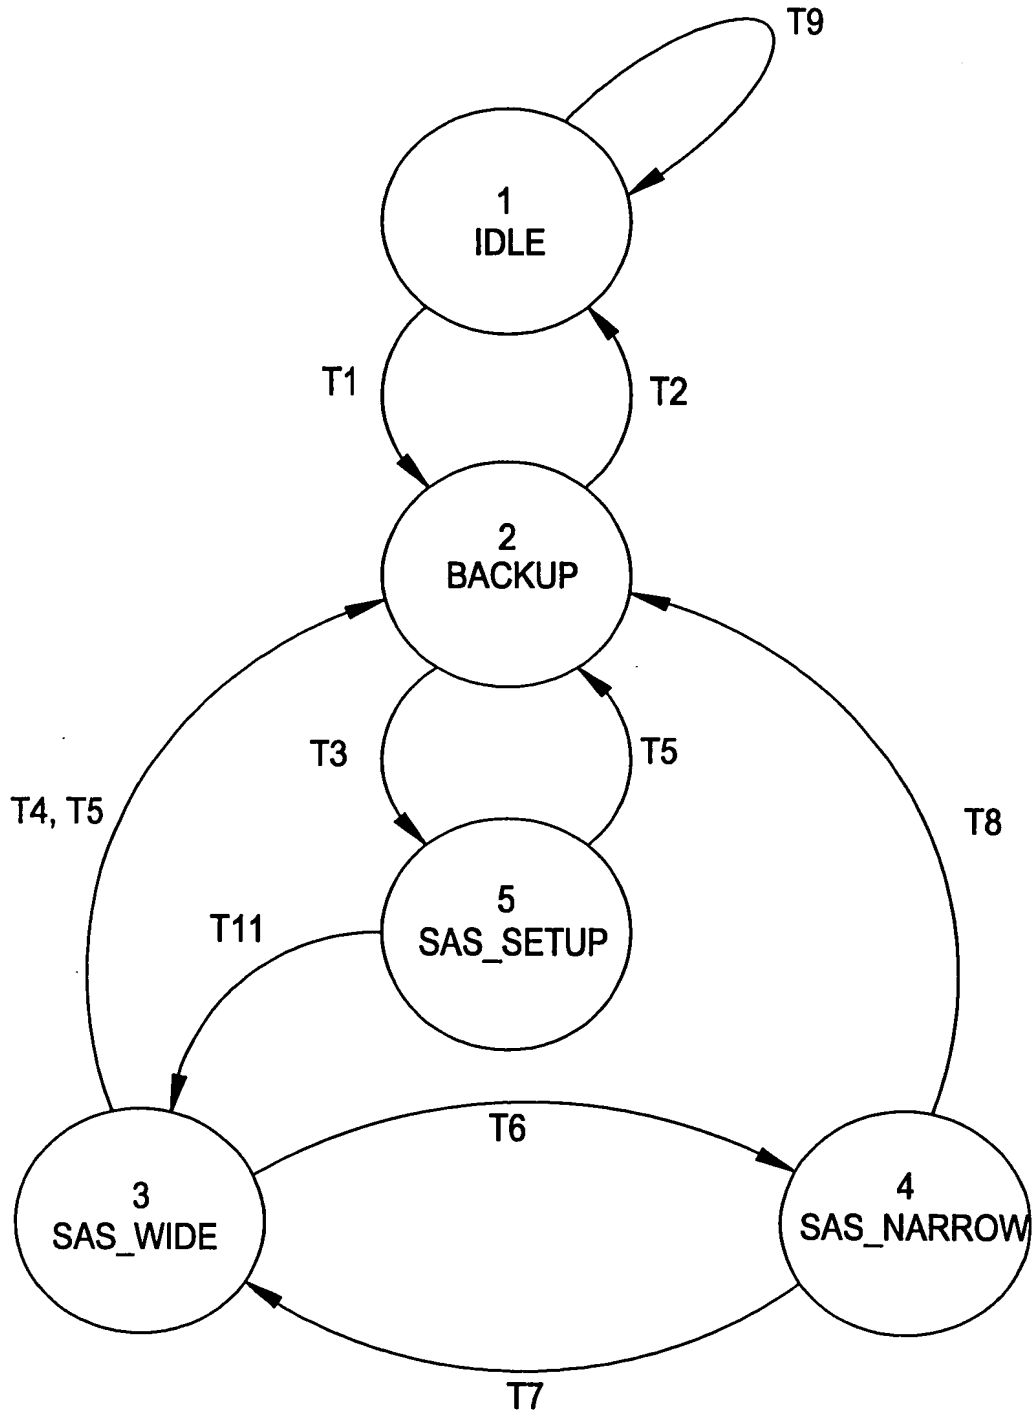 T9
1
IDLE
T1
T2
2
BACKUP
T3
T5
T4, T5
T8
5
SAS_SETUP
T11
T6
3
SAS_WIDE
4
SAS_NARROW
T7